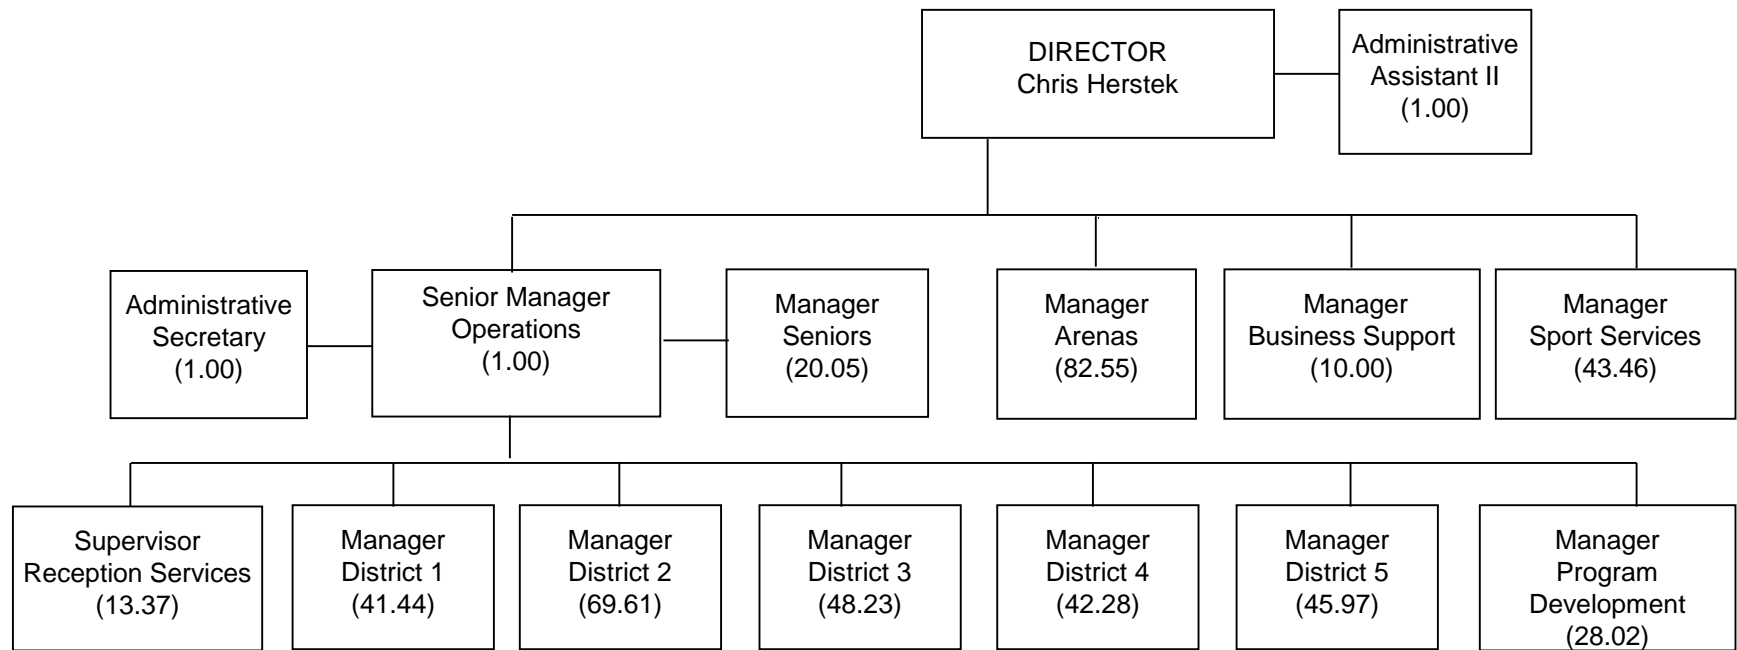 DIRECTOR
Chris Herstek
Administrative
Assistant II
(1.00)
Administrative
Secretary
(1.00)
Senior Manager
Operations
(1.00)
Manager
Seniors
(20.05)
Manager
Arenas
(82.55)
Manager
Business Support
(10.00)
Manager
Sport Services
(43.46)
Supervisor
Reception Services
(13.37)
Manager
District 1
(41.44)
Manager
District 2
(69.61)
Manager
District 3
(48.23)
Manager
District 4
(42.28)
Manager
District 5
(45.97)
Manager
Program
Development
(28.02)